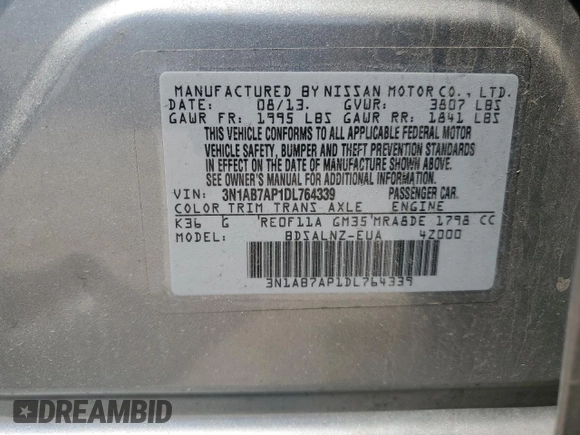 MANUFACTURED BY NISSAN MOTOR CO., LTD.
DATE: 08/13. GVWR: 3807 LBS
GAWR FR: 1995 LBS GAWR RR: 1841 LBS
THIS VEHICLE CONFORMS TO ALL APPLICABLE FEDERAL MOTOR
VEHICLE SAFETY, BUMPER AND THEFT PREVENTION STANDARDS
IN EFFECT ON THE DATE OF MANUFACTURE SHOWN ABOVE.
SEE OWNER'S MANUAL FOR ADDITIONAL INFORMATION.
VIN: 3N1AB7AP1DL764339 PASSENGER CAR.
COLOR TRIM TRANS AXLE ENGINE
K36 G RE0F11A GM35 MRA8DE 1798 CC
MODEL: BDSALNZ-EUA 4Z000
3N1AB7AP1DL764339
DREAMBID